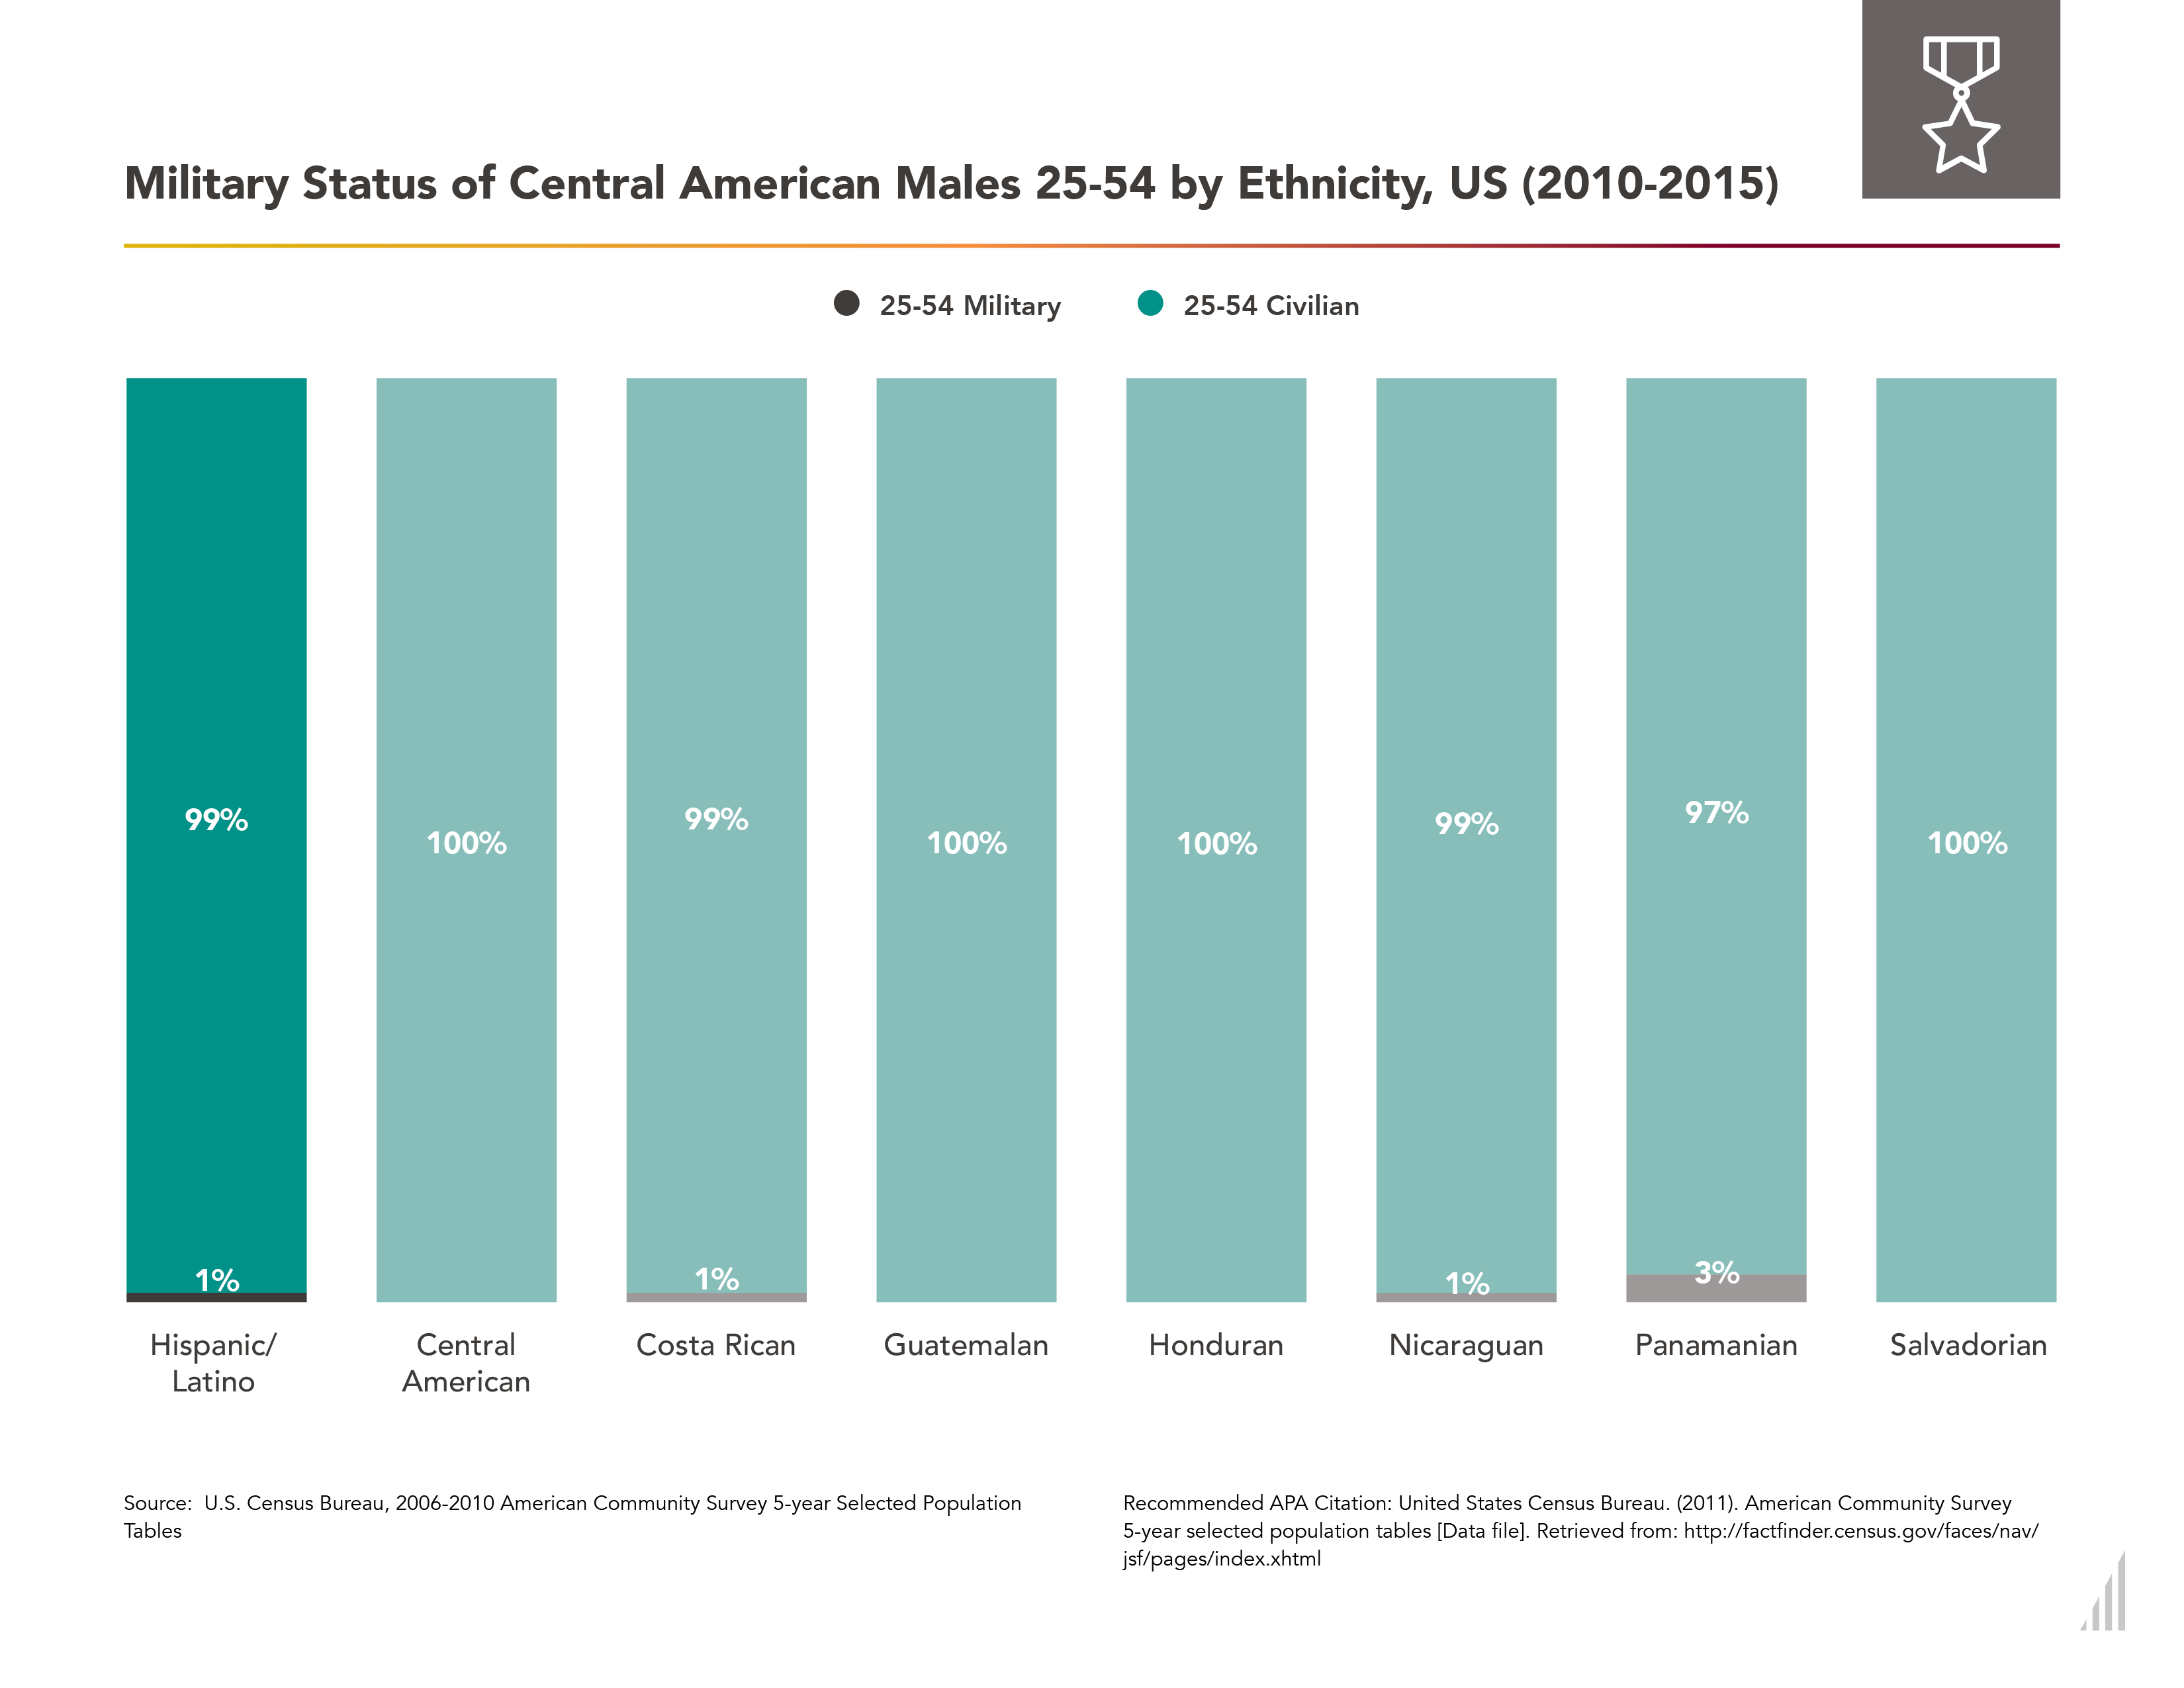 Military Status of Central American Males 25-54 by Ethnicity, US (2010-2015)
25-54 Military
25-54 Civilian
99%
100%
99%
100%
100%
99%
97%
100%
1%
1%
1%
3%
Hispanic/
Latino
Central
American
Costa Rican
Guatemalan
Honduran
Nicaraguan
Panamanian
Salvadorian
Source:  U.S. Census Bureau, 2006-2010 American Community Survey 5-year Selected Population
Tables
Recommended APA Citation: United States Census Bureau. (2011). American Community Survey
5-year selected population tables [Data file]. Retrieved from: http://factfinder.census.gov/faces/nav/
jsf/pages/index.xhtml